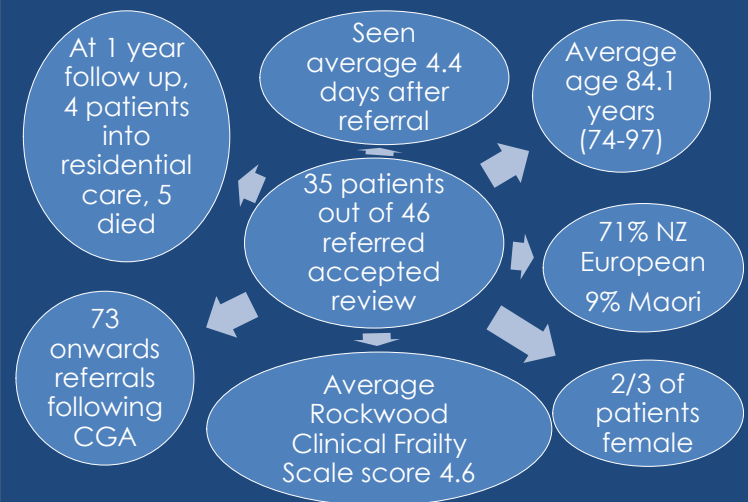 At 1 year
follow up,
4 patients
into
residential
care, 5
died
Seen
average 4.4
days after
referral
Average
age 84.1
years
(74-97)
35 patients
out of 46
referred
accepted
review
71% NZ
European
9% Maori
73
onwards
referrals
following
CGA
Average
Rockwood
Clinical Frailty
Scale score 4.6
2/3 of
patients
female